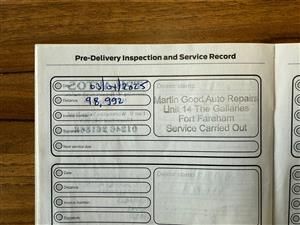 Pre-Delivery Inspection and Service Record
Date 03/01/2025
Dealer stamp:
Distance 98,992
Martin Good Auto Repairs
Unit 14 The Gallaries
Fort Fareham
Service Carried Out
Invoice number
Signature
Next service due
Date
Dealer stamp:
Distance
Invoice number
Signature